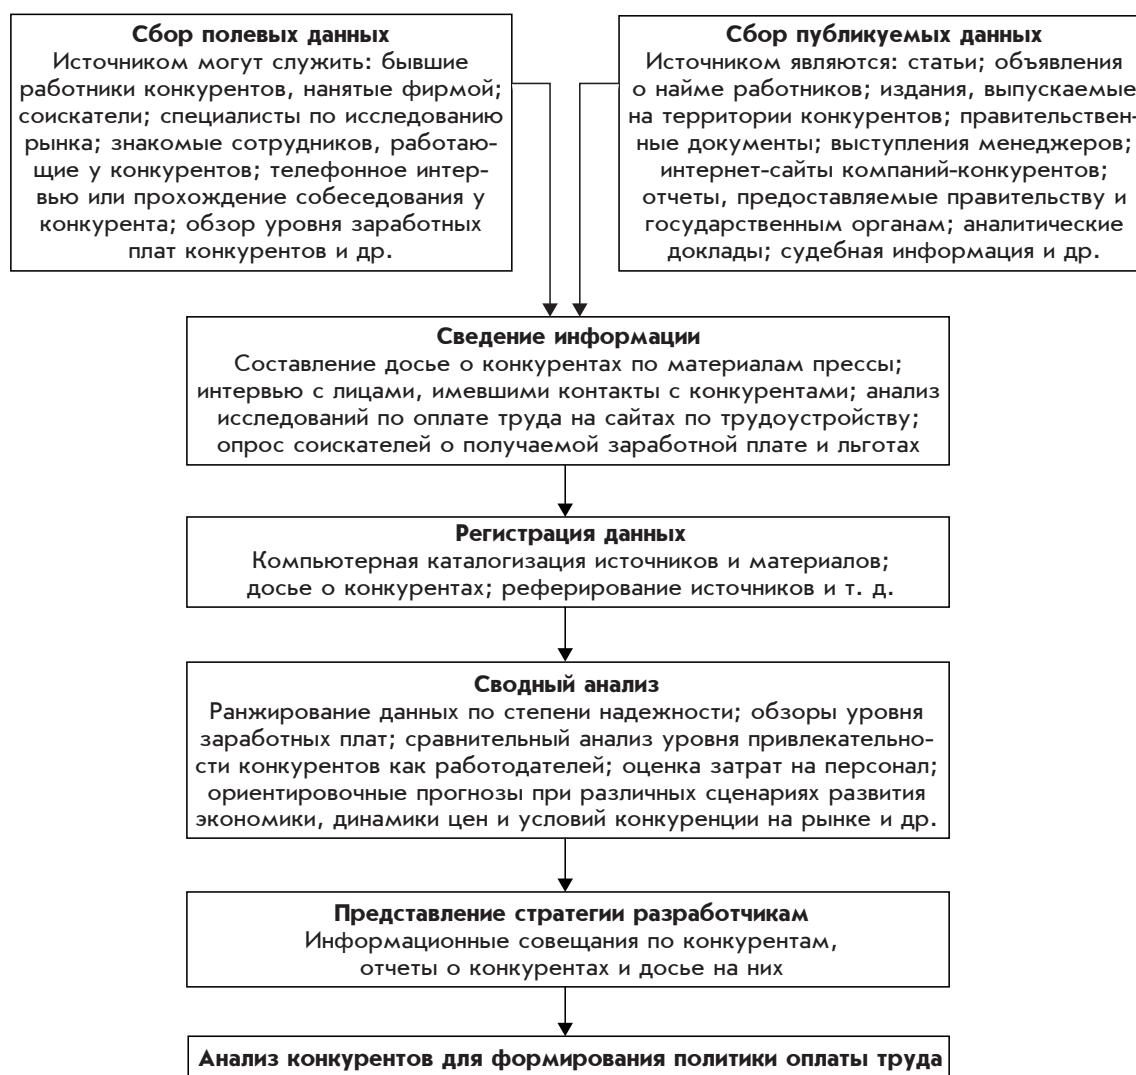 Сбор полевых данных
Источником могут служить: бывшие
работники конкурентов, нанятые фирмой;
соискатели; специалисты по исследованию
рынка; знакомые сотрудников, работаю-
щие у конкурентов; телефонное интер-
вью или прохождение собеседования у
конкурента; обзор уровня заработных
плат конкурентов и др.
Сбор публикуемых данных
Источником являются: статьи; объявления
о найме работников; издания, выпускаемые
на территории конкурентов; правительствен-
ные документы; выступления менеджеров;
интернет-сайты компаний-конкурентов;
отчеты, предоставляемые правительству и
государственным органам; аналитические
доклады; судебная информация и др.
Сведение информации
Составление досье о конкурентах по материалам прессы;
интервью с лицами, имевшими контакты с конкурентами; анализ
исследований по оплате труда на сайтах по трудоустройству;
опрос соискателей о получаемой заработной плате и льготах
Регистрация данных
Компьютерная каталогизация источников и материалов;
досье о конкурентах; реферирование источников и т. д.
Сводный анализ
Ранжирование данных по степени надежности; обзоры уровня
заработных плат; сравнительный анализ уровня привлекательно-
сти конкурентов как работодателей; оценка затрат на персонал;
ориентировочные прогнозы при различных сценариях развития
экономики, динамики цен и условий конкуренции на рынке и др.
Представление стратегии разработчикам
Информационные совещания по конкурентам,
отчеты о конкурентах и досье на них
Анализ конкурентов для формирования политики оплаты труда